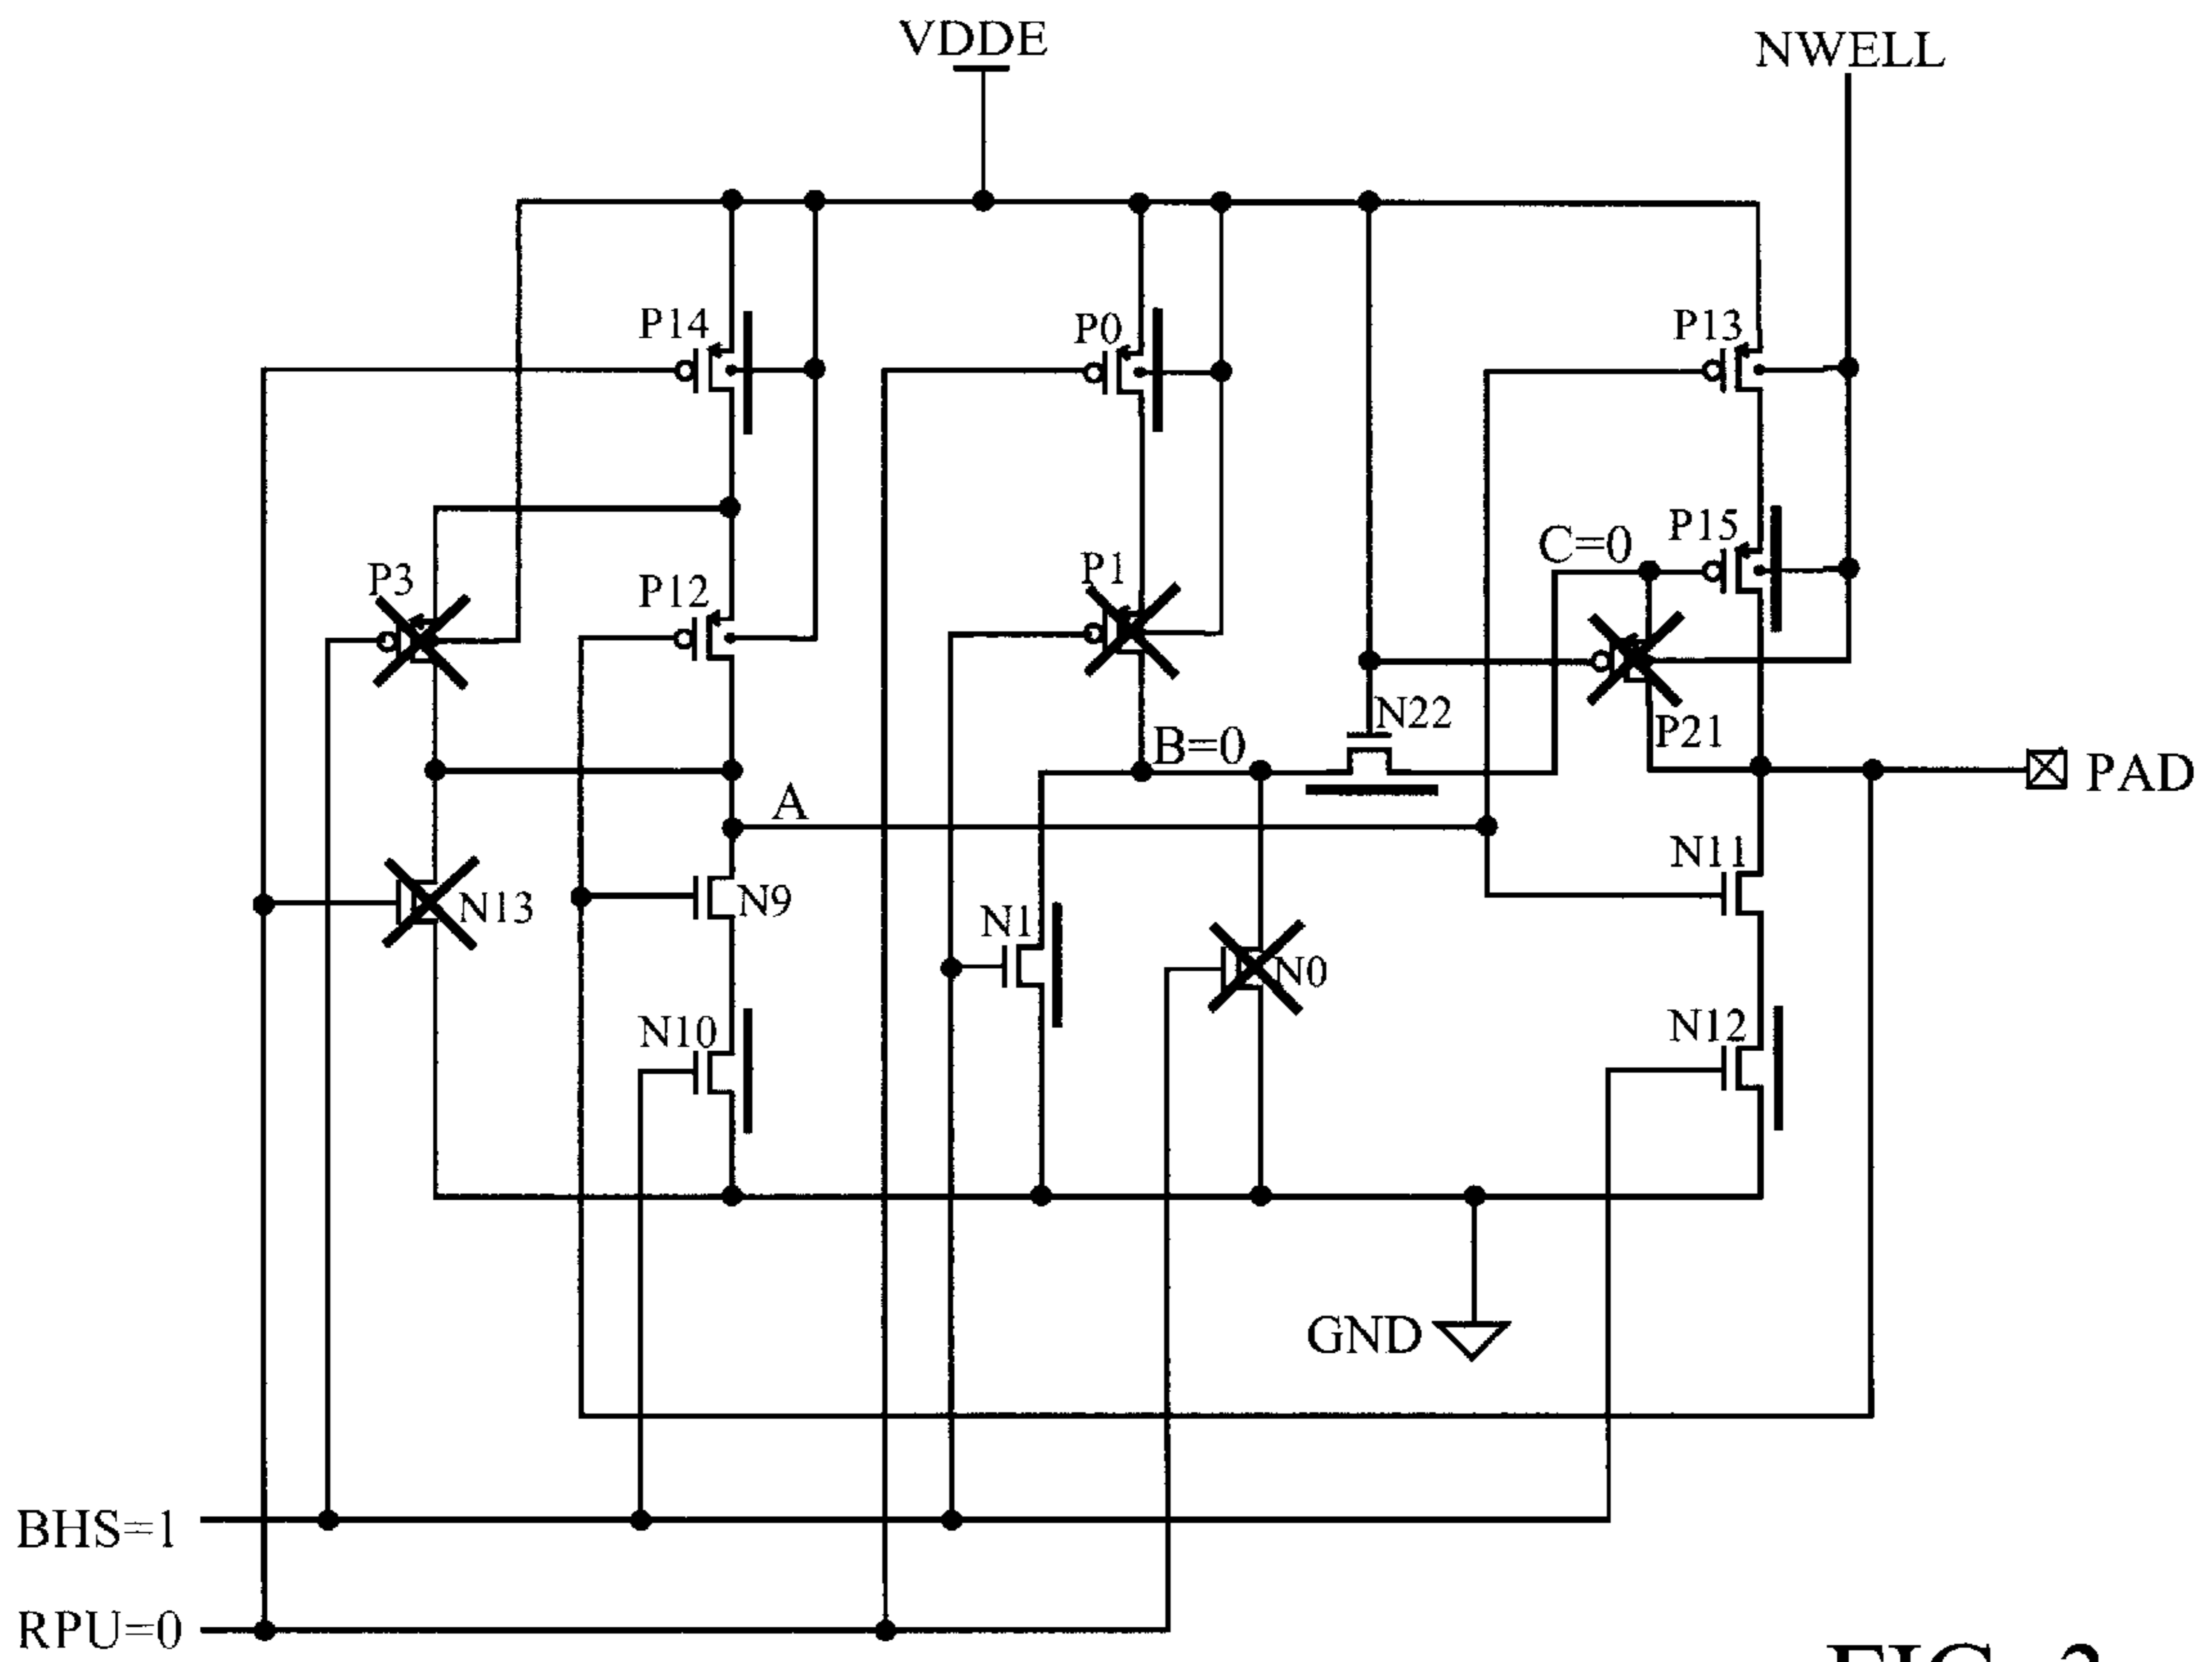 VDDE
NWELL
P14
P0
P13
P15
C=0
P3
P12
P1
P21
N22
B=0
A
N11
N13
N9
N1
N0
N10
N12
GND
PAD
BHS=1
RPU=0